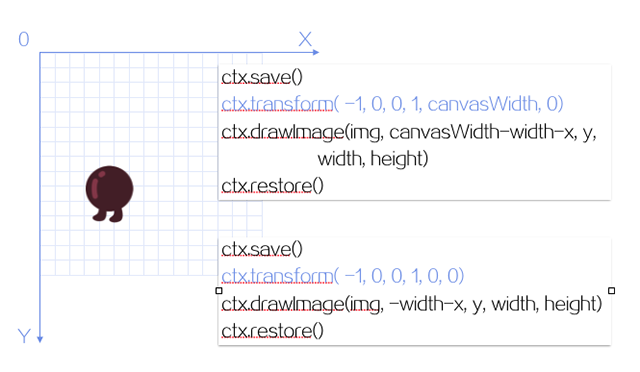 0
X
ctx.save()
ctx.transform( -1, 0, 0, 1, canvasWidth, 0)
ctx.drawImage(img, canvasWidth-width-x, y,
width, height)
ctx.restore()
ctx.save()
ctx.transform( -1, 0, 0, 1, 0, 0)
ctx.drawImage(img, -width-x, y, width, height)
ctx.restore()
Y